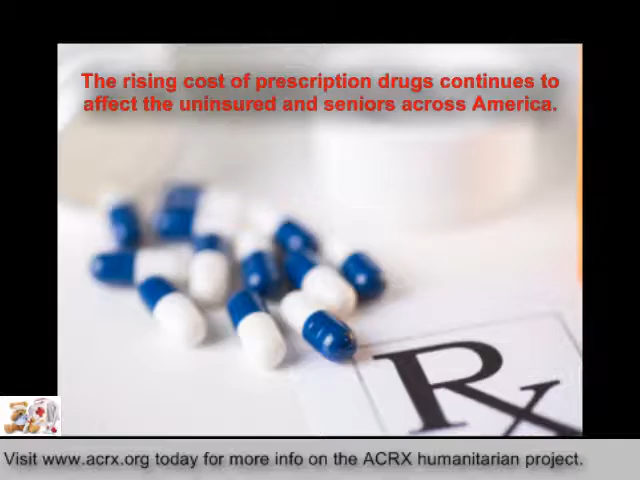 The rising cost of prescription drugs continues to
affect the uninsured and seniors across America.
Rx
Visit www.acrx.org today for more info on the ACRX humanitarian project.